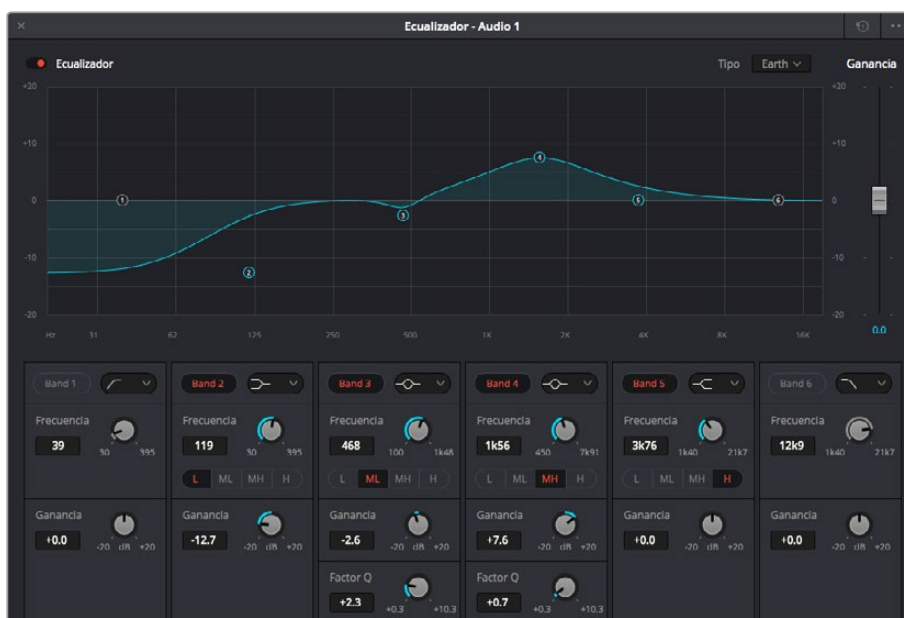 Ecualizador - Audio 1
Ecualizador
Tipo Earth Ganancia
+20 +20
+10 +10
1 2 3 4 5 6
0 0
-10 -10
-20 -20
0.0
Hz 31 62 125 250 500 1K 2K 4K 8K 16K
Band 1 Band 2 Band 3 Band 4 Band 5 Band 6
Frecuencia Frecuencia Frecuencia Frecuencia Frecuencia Frecuencia
39 119 468 1k56 3k76 12k9
30 395 30 395 100 1k48 450 7k91 1k40 21k7 1k40 21k7
L ML MH H L ML MH H L ML MH H L ML MH H
Ganancia Ganancia Ganancia Ganancia Ganancia Ganancia
+0.0 -12.7 -2.6 +7.6 +0.0 +0.0
-20 dB +20 -20 dB +20 -20 dB +20 -20 dB +20 -20 dB +20 -20 dB +20
Factor Q Factor Q
+2.3 +0.7
+0.3 +10.3 +0.3 +10.3